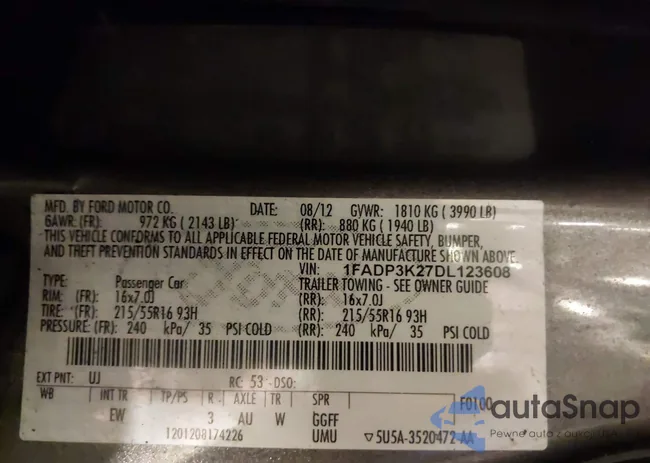 MFD. BY FORD MOTOR CO. DATE: 08/12 GVWR: 1810 KG ( 3990 LB)
GAWR: (FR): 972 KG ( 2143 LB) (RR): 880 KG ( 1940 LB)
THIS VEHICLE CONFORMS TO ALL APPLICABLE FEDERAL MOTOR VEHICLE SAFETY, BUMPER,
AND THEFT PREVENTION STANDARDS IN EFFECT ON THE DATE OF MANUFACTURE SHOWN ABOVE.
VIN: 1FADP3K27DL123608
TYPE: Passenger Car TRAILER TOWING - SEE OWNER GUIDE
RIM: (FR): 16x7.0J (RR): 16x7.0J
TIRE: (FR): 215/55R16 93H (RR): 215/55R16 93H
PRESSURE: (FR): 240 kPa/ 35 PSI COLD (RR): 240 kPa/ 35 PSI COLD
EXT PNT: UJ RC: 53 DSO:
WB INT TR TP/PS R AXLE TR SPR F0100
EW 3 AU W GGFF
1201208174226 UMU ▽5U5A-3520472-AA
autoSnap
Pewne auto z aukcji